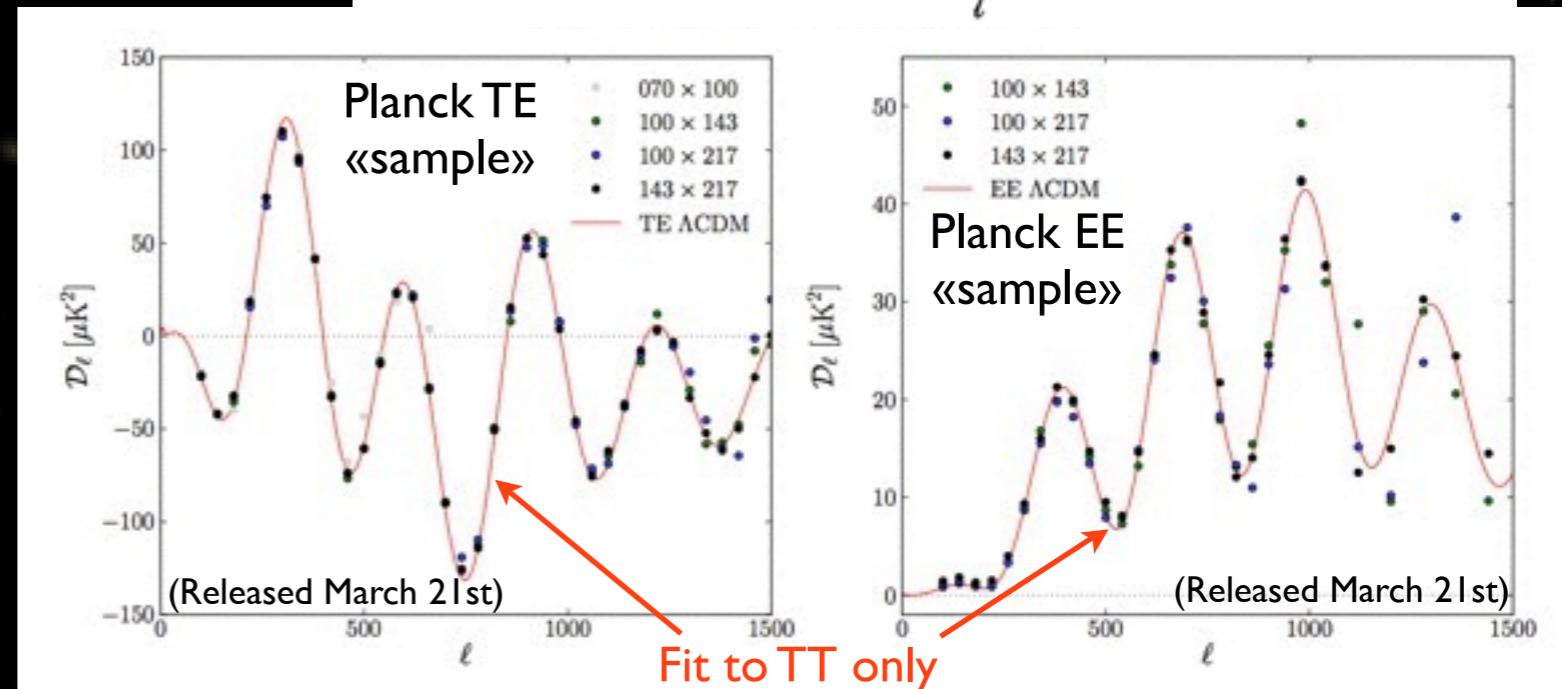 ℓ
150
100
50
0
−50
−100
−150
0
500
1000
1500
𝒟ℓ [μK²]
ℓ
Planck TE
«sample»
070 × 100
100 × 143
100 × 217
143 × 217
TE ΛCDM
(Released March 21st)
50
40
30
20
10
0
0
500
1000
1500
𝒟ℓ [μK²]
ℓ
100 × 143
100 × 217
143 × 217
EE ΛCDM
Planck EE
«sample»
(Released March 21st)
Fit to TT only